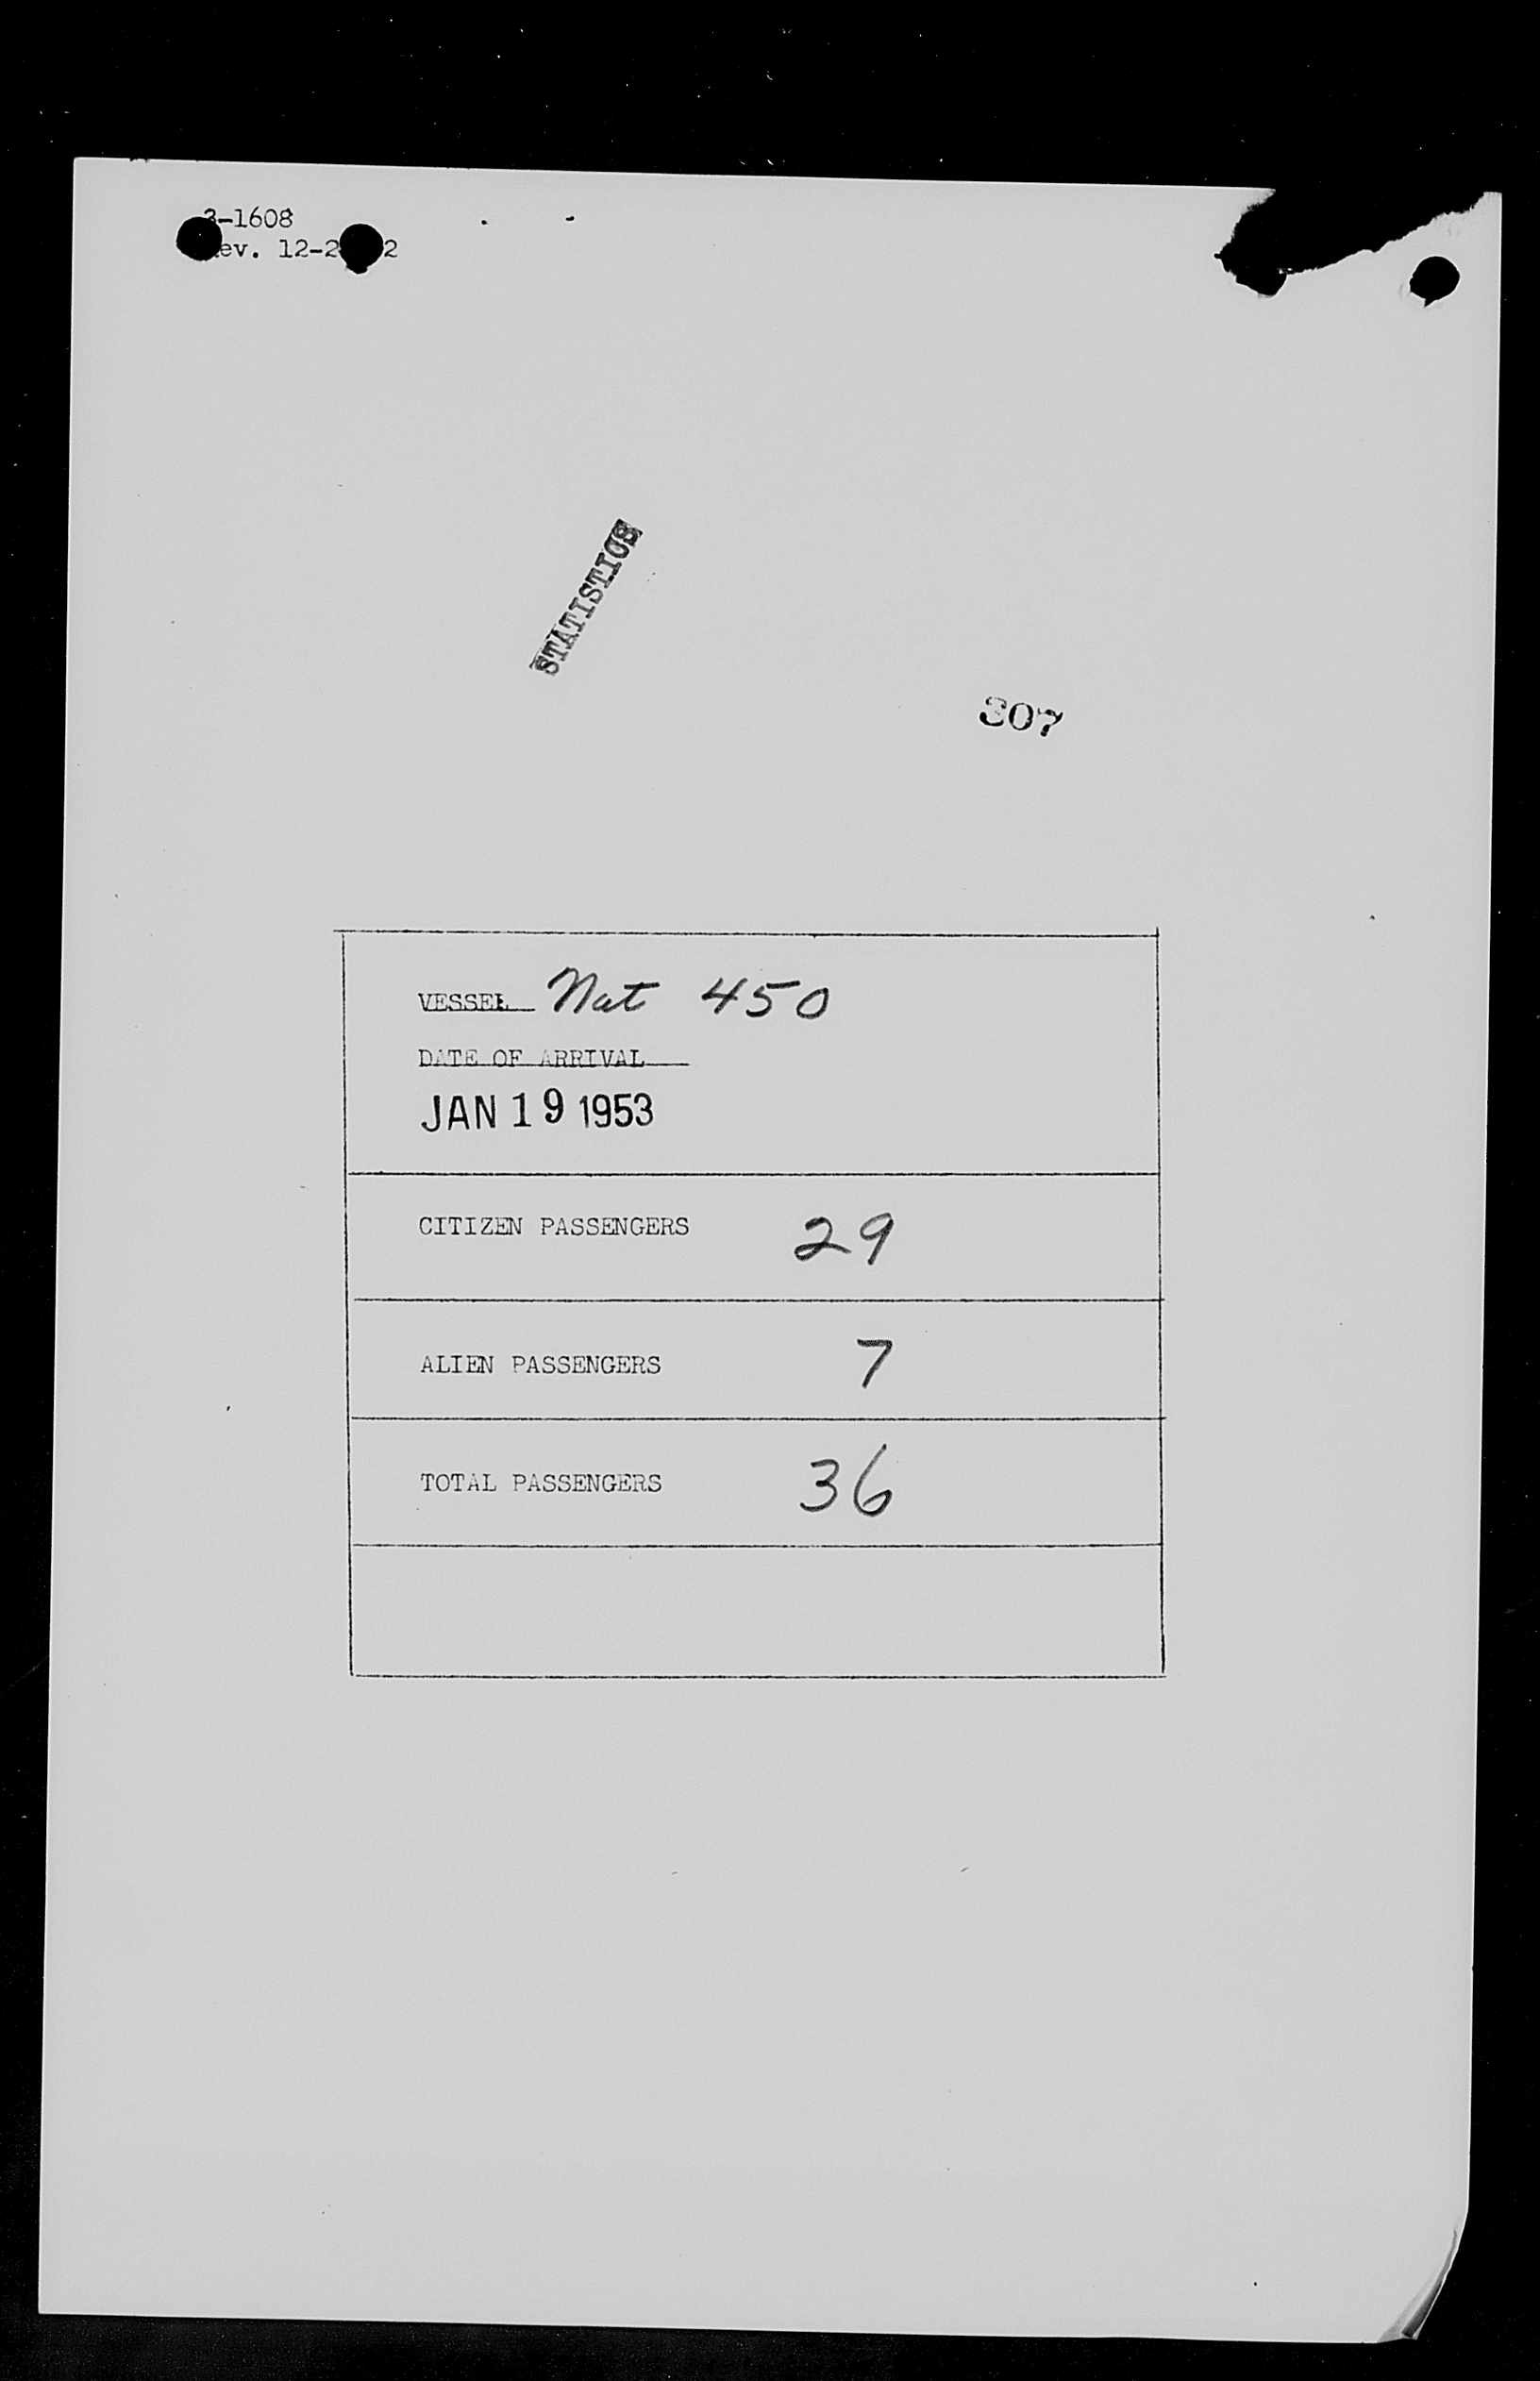 3-1608
ev. 12-2 2
STATISTICS
307
VESSEL Nat 450
DATE OF ARRIVAL
JAN 19 1953
CITIZEN PASSENGERS 29
ALIEN PASSENGERS 7
TOTAL PASSENGERS 36